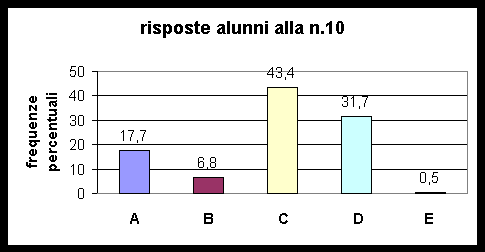 risposte alunni alla n.10
frequenze
percentuali
50
40
30
20
10
0
17,7
6,8
43,4
31,7
0,5
A B C D E